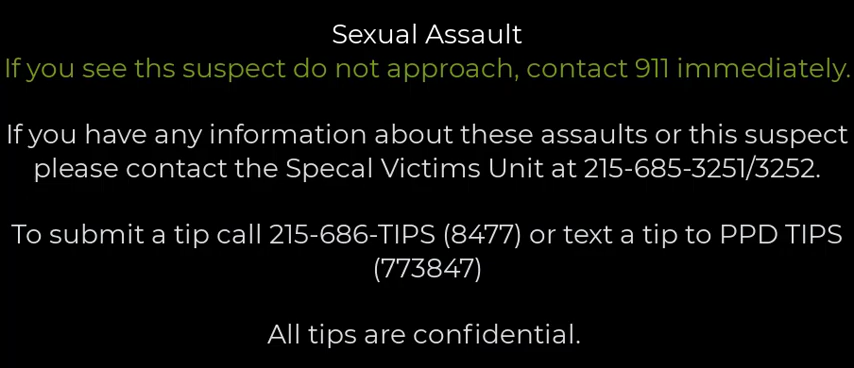 Sexual Assault
If you see ths suspect do not approach, contact 911 immediately.
If you have any information about these assaults or this suspect
please contact the Specal Victims Unit at 215-685-3251/3252.
To submit a tip call 215-686-TIPS (8477) or text a tip to PPD TIPS
(773847)
All tips are confidential.